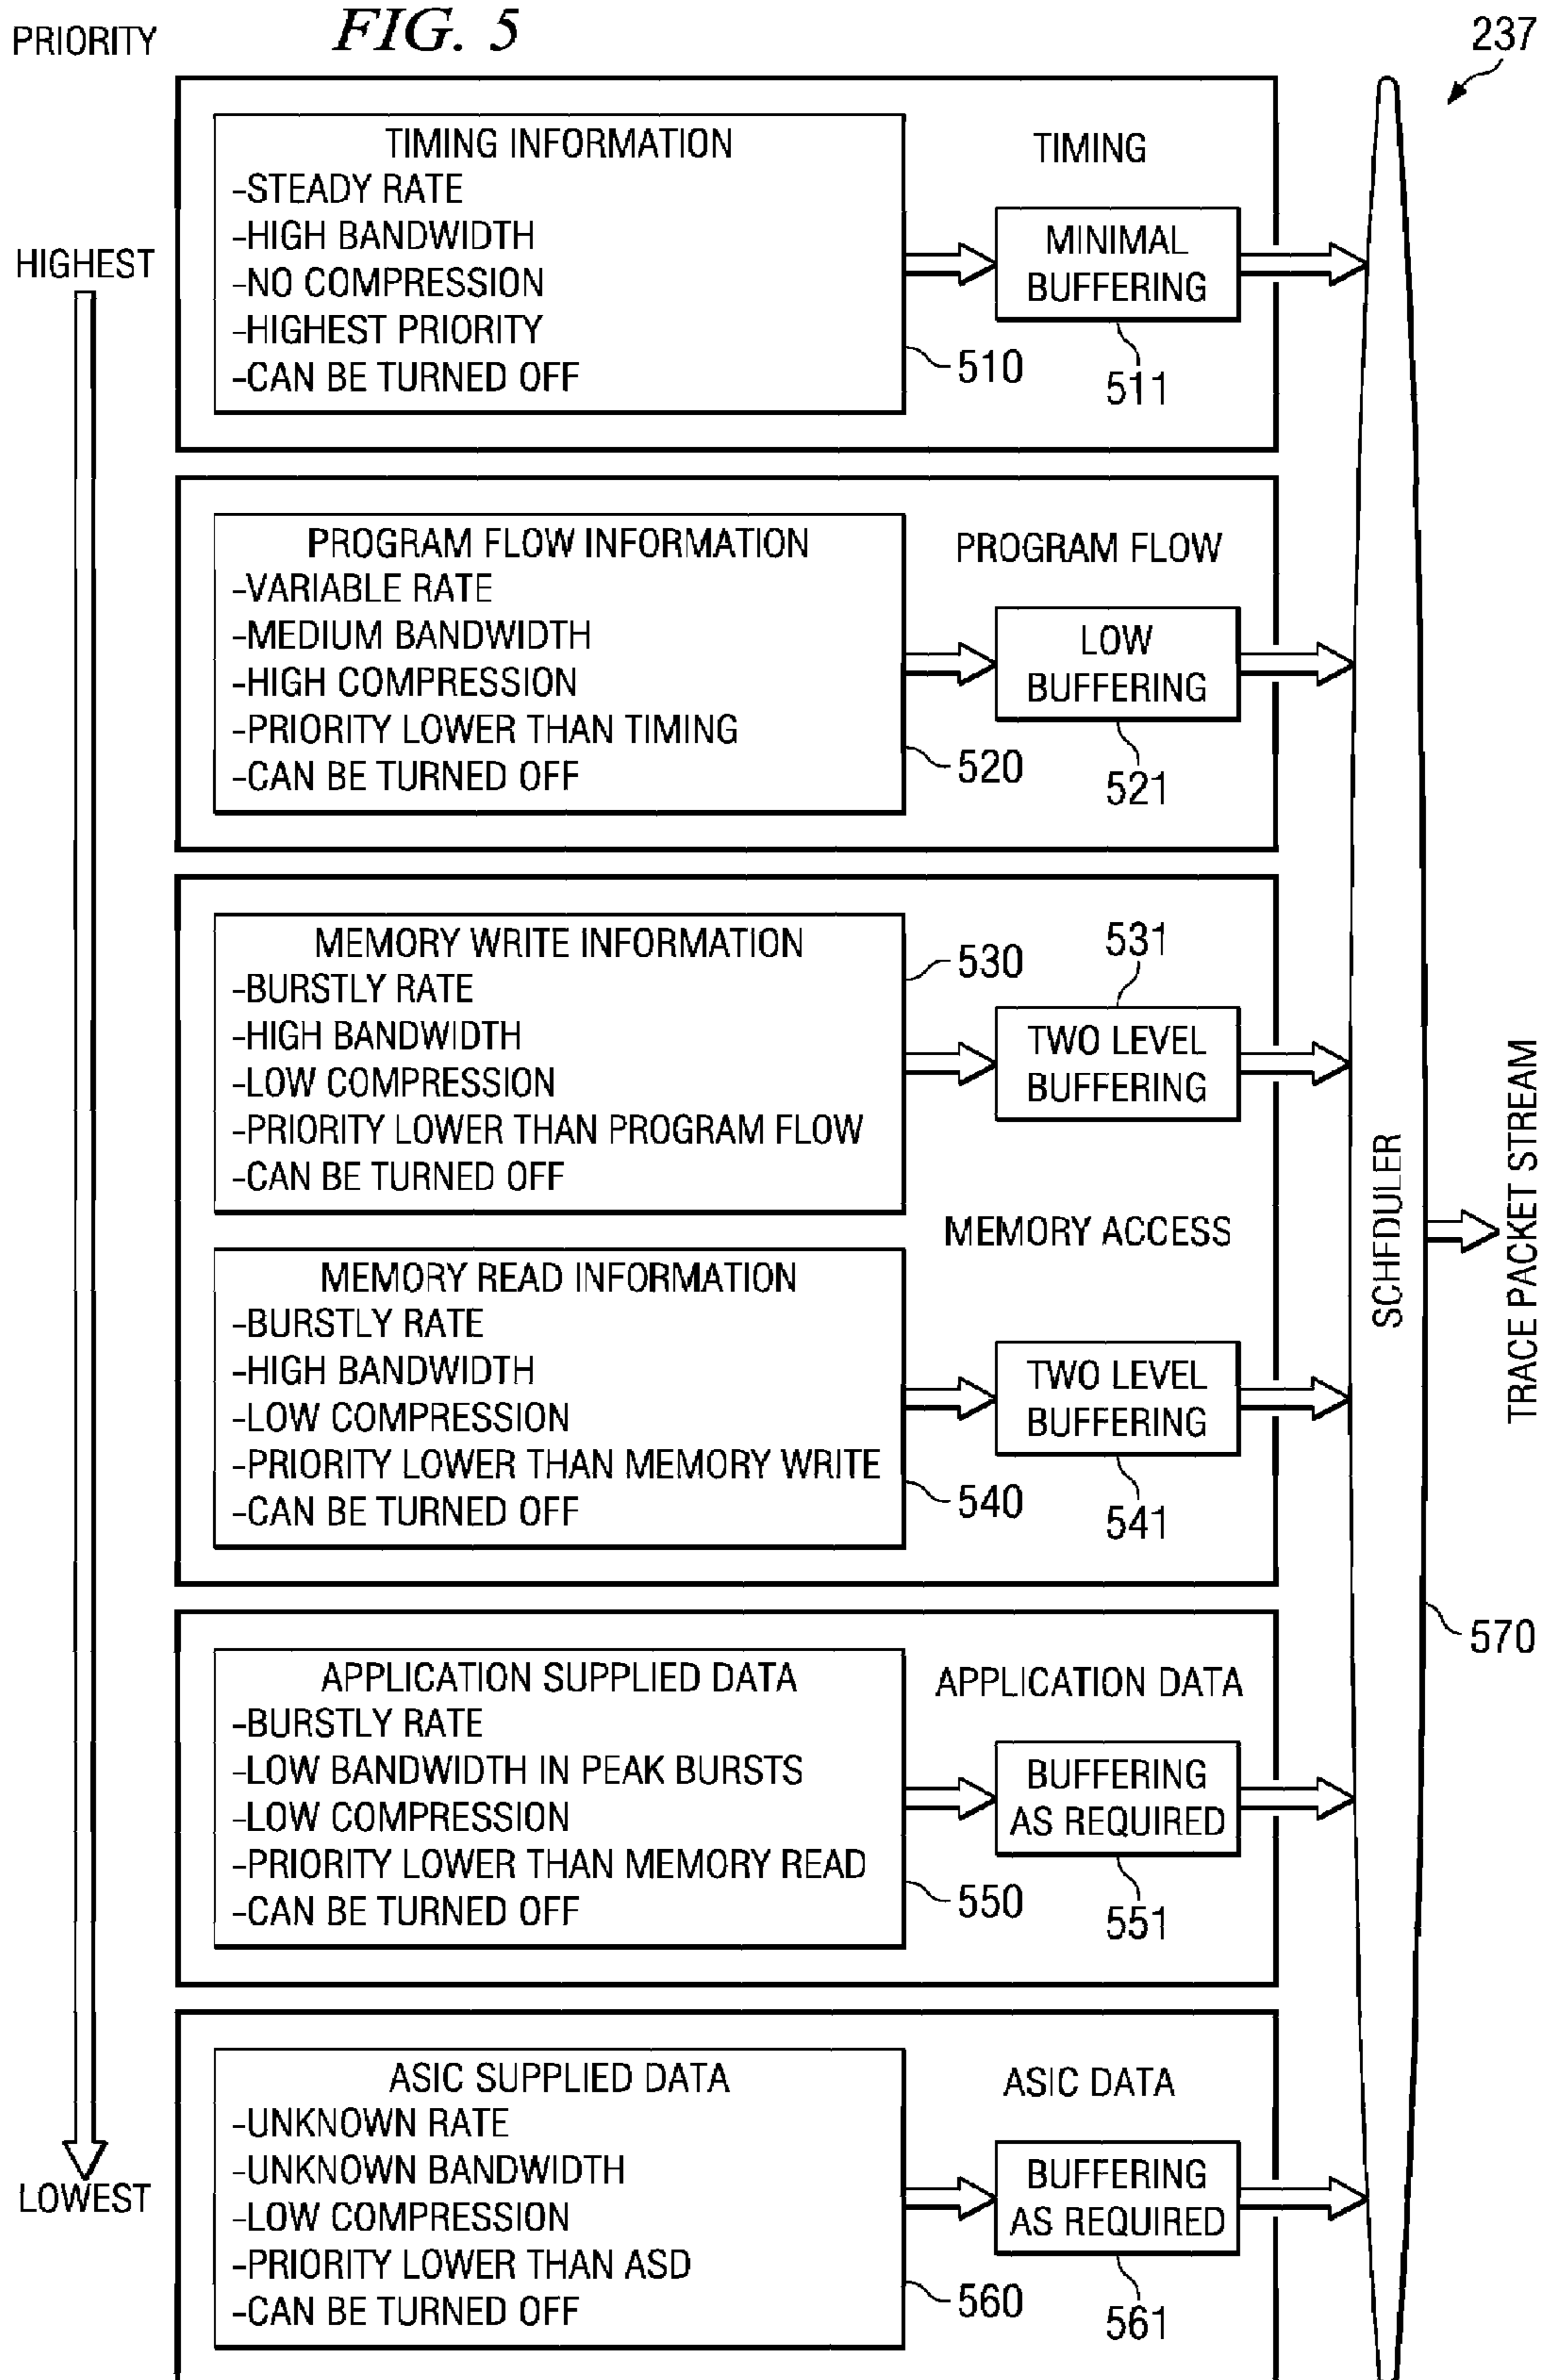 PRIORITY
FIG. 5
237
TIMING INFORMATION
-STEADY RATE
-HIGH BANDWIDTH
-NO COMPRESSION
-HIGHEST PRIORITY
-CAN BE TURNED OFF
510
TIMING
MINIMAL
BUFFERING
511
HIGHEST
PROGRAM FLOW INFORMATION
-VARIABLE RATE
-MEDIUM BANDWIDTH
-HIGH COMPRESSION
-PRIORITY LOWER THAN TIMING
-CAN BE TURNED OFF
520
PROGRAM FLOW
LOW
BUFFERING
521
MEMORY WRITE INFORMATION
-BURSTLY RATE
-HIGH BANDWIDTH
-LOW COMPRESSION
-PRIORITY LOWER THAN PROGRAM FLOW
-CAN BE TURNED OFF
530
531
TWO LEVEL
BUFFERING
MEMORY ACCESS
MEMORY READ INFORMATION
-BURSTLY RATE
-HIGH BANDWIDTH
-LOW COMPRESSION
-PRIORITY LOWER THAN MEMORY WRITE
-CAN BE TURNED OFF
540
TWO LEVEL
BUFFERING
541
SCHEDULER
TRACE PACKET STREAM
570
APPLICATION SUPPLIED DATA
-BURSTLY RATE
-LOW BANDWIDTH IN PEAK BURSTS
-LOW COMPRESSION
-PRIORITY LOWER THAN MEMORY READ
-CAN BE TURNED OFF
550
APPLICATION DATA
BUFFERING
AS REQUIRED
551
ASIC SUPPLIED DATA
-UNKNOWN RATE
-UNKNOWN BANDWIDTH
-LOW COMPRESSION
-PRIORITY LOWER THAN ASD
-CAN BE TURNED OFF
560
ASIC DATA
BUFFERING
AS REQUIRED
561
LOWEST